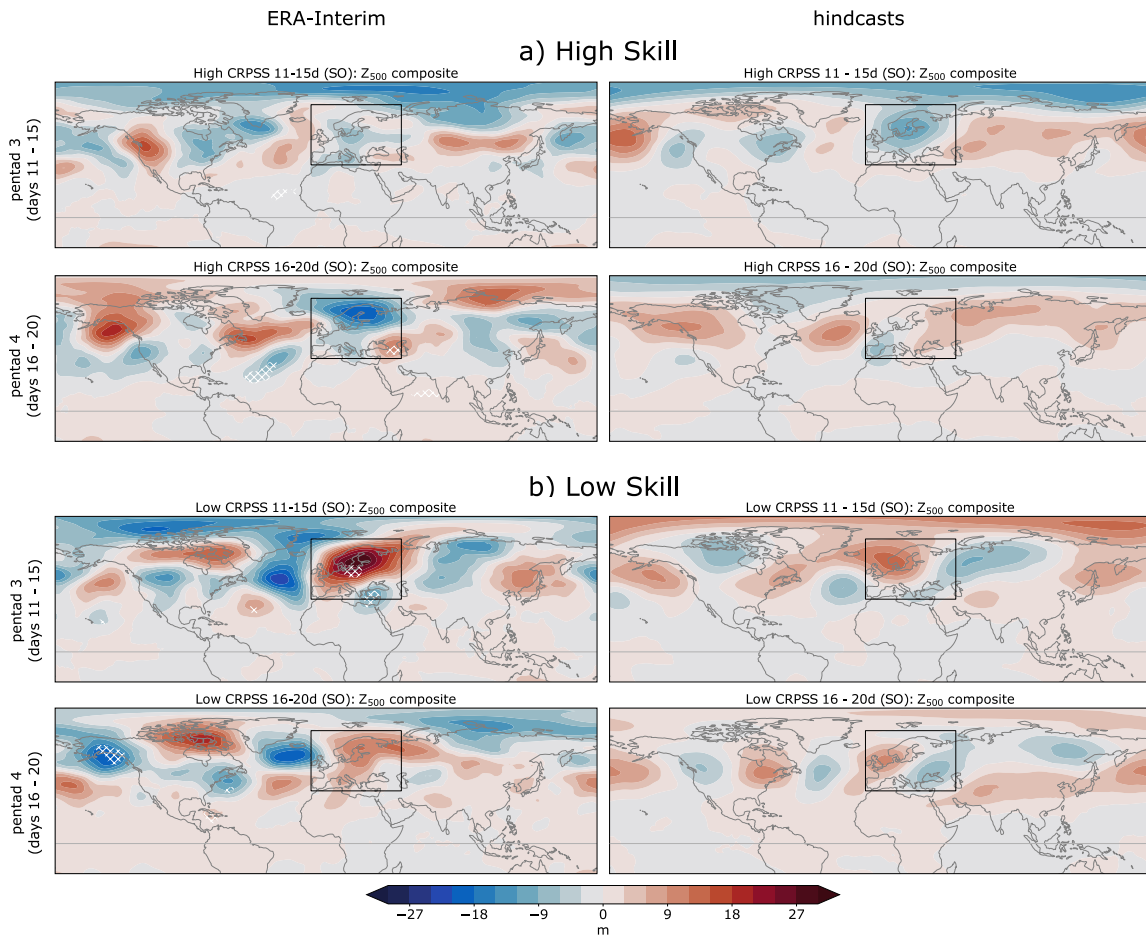 ERA-Interim
hindcasts
a) High Skill
High CRPSS 11-15d (SO): Z₅₀₀ composite
High CRPSS 11 - 15d (SO): Z₅₀₀ composite
pentad 3
(days 11 - 15)
High CRPSS 16-20d (SO): Z₅₀₀ composite
High CRPSS 16 - 20d (SO): Z₅₀₀ composite
pentad 4
(days 16 - 20)
b) Low Skill
Low CRPSS 11-15d (SO): Z₅₀₀ composite
Low CRPSS 11 - 15d (SO): Z₅₀₀ composite
pentad 3
(days 11 - 15)
Low CRPSS 16-20d (SO): Z₅₀₀ composite
Low CRPSS 16 - 20d (SO): Z₅₀₀ composite
pentad 4
(days 16 - 20)
−27 −18 −9 0 9 18 27
m